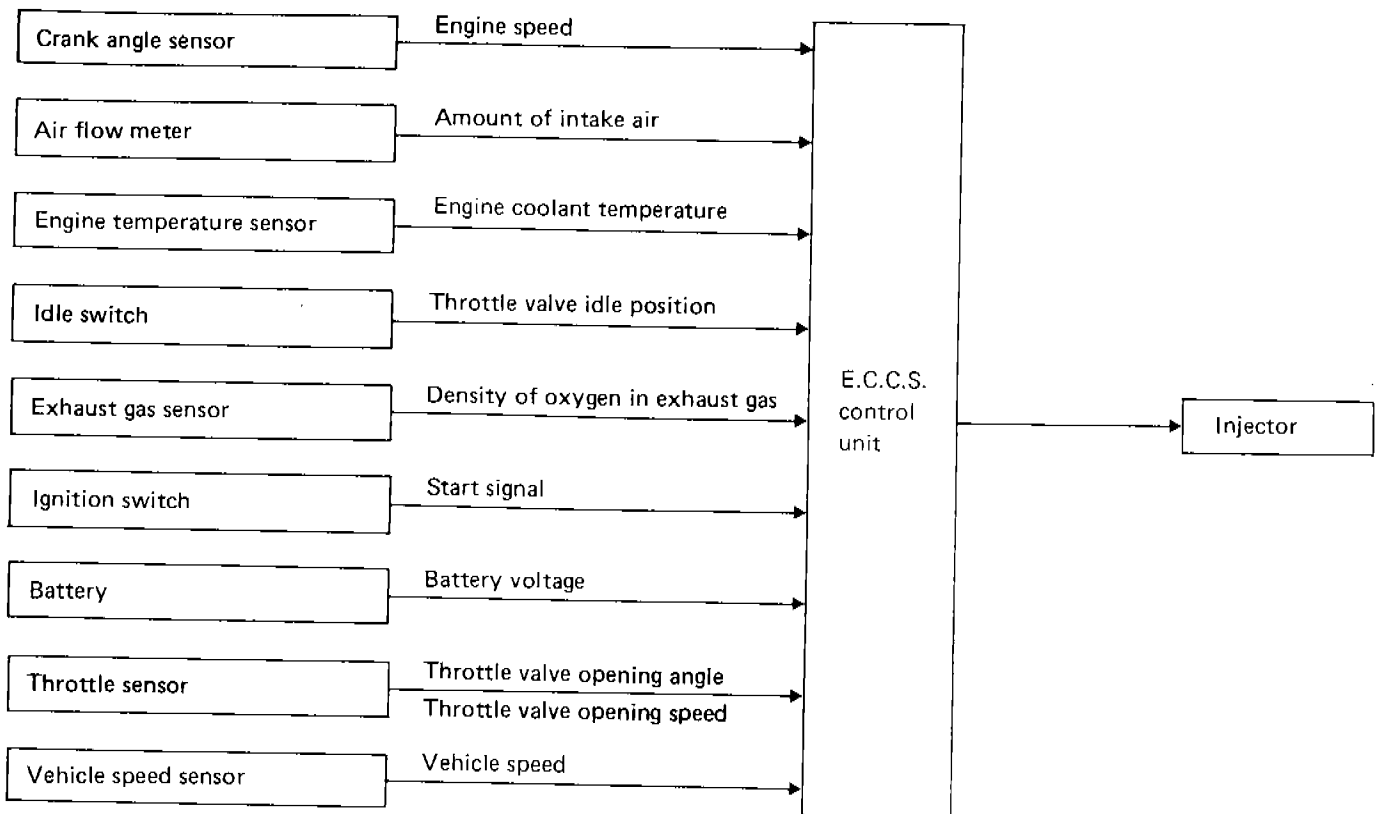 Crank angle sensor
Engine speed
Air flow meter
Amount of intake air
Engine temperature sensor
Engine coolant temperature
Idle switch
Throttle valve idle position
Exhaust gas sensor
Density of oxygen in exhaust gas
Ignition switch
Start signal
Battery
Battery voltage
Throttle sensor
Throttle valve opening angle
Throttle valve opening speed
Vehicle speed sensor
Vehicle speed
E.C.C.S.
control
unit
Injector